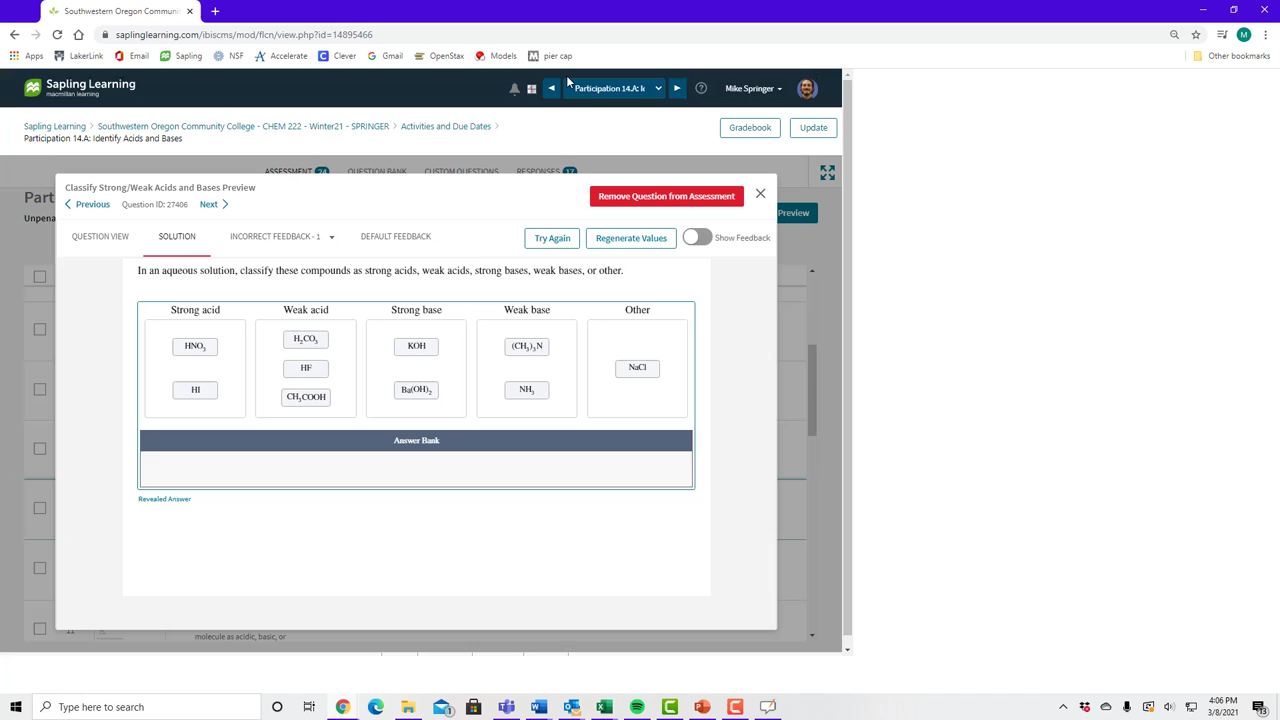 Southwestern Oregon Community
saplinglearning.com/ibiscms/mod/flcn/view.php?id=14895466
M
Apps LakerLink Email Sapling NSF Accelerate Clever Gmail OpenStax Models pier cap Other bookmarks
Sapling Learning
macmillan learning
Participation 14.A: I
Mike Springer
Sapling Learning Southwestern Oregon Community College - CHEM 222 - Winter21 - SPRINGER Activities and Due Dates
Participation 14.A: Identify Acids and Bases
Gradebook
Update
ASSESSMENT 24 QUESTION BANK CUSTOM QUESTIONS RESPONSES 17
Part
Unpena
Preview
Classify Strong/Weak Acids and Bases Preview
Previous Question ID: 27406 Next
Remove Question from Assessment
QUESTION VIEW SOLUTION INCORRECT FEEDBACK - 1 DEFAULT FEEDBACK
Try Again
Regenerate Values
Show Feedback
In an aqueous solution, classify these compounds as strong acids, weak acids, strong bases, weak bases, or other.
Strong acid Weak acid Strong base Weak base Other
HNO₃
HI
H₂CO₃
HF
CH₃COOH
KOH
Ba(OH)₂
(CH₃)₃N
NH₃
NaCl
Answer Bank
Revealed Answer
11
molecule as acidic, basic, or
Type here to search
4:06 PM
3/8/2021